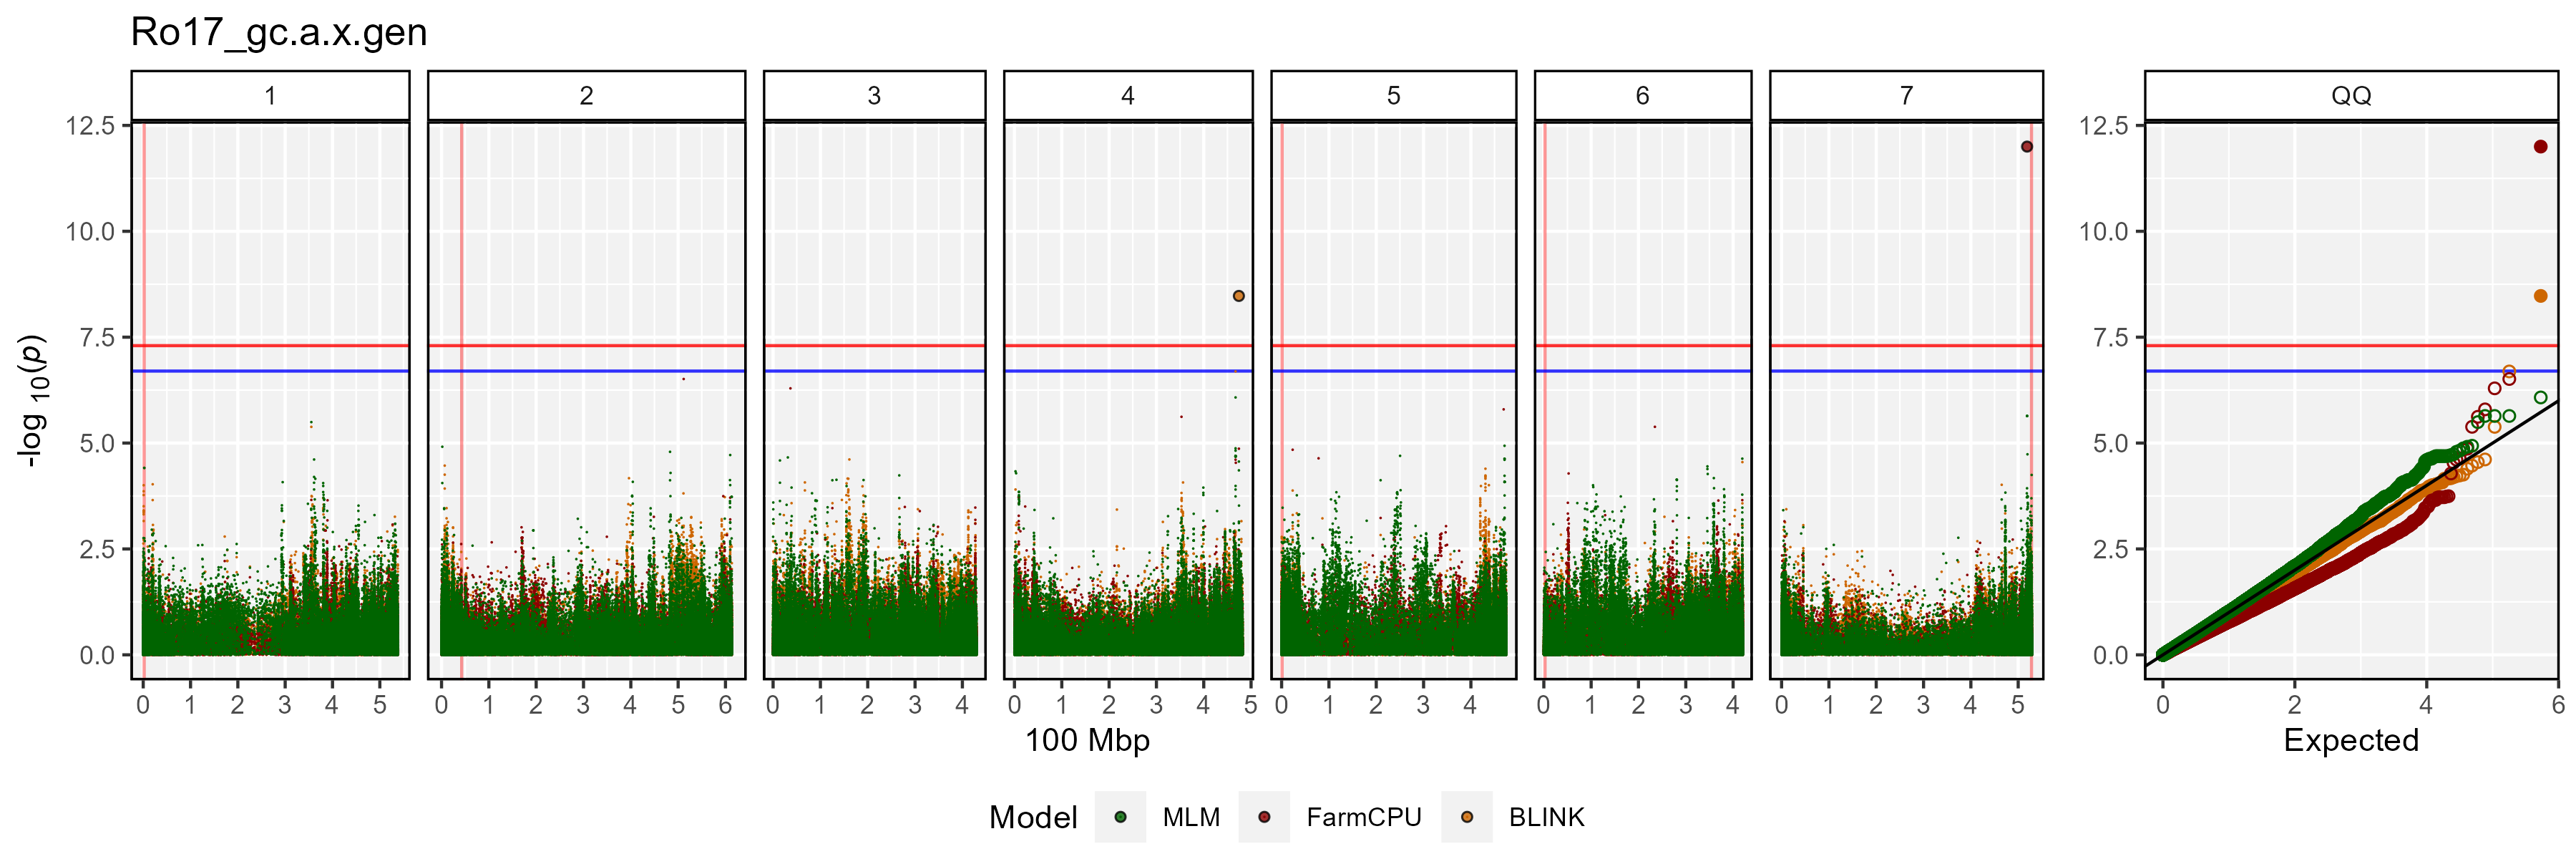 Ro17_gc.a.x.gen
1 2 3 4 5 6 7 QQ
12.5 12.5
10.0 10.0
7.5 7.5
5.0 5.0
2.5 2.5
0.0 0.0
-log 10(p)
0 1 2 3 4 5 0 1 2 3 4 5 6 0 1 2 3 4 0 1 2 3 4 5 0 1 2 3 4 0 1 2 3 4 0 1 2 3 4 5 0 2 4 6
100 Mbp Expected
Model MLM FarmCPU BLINK